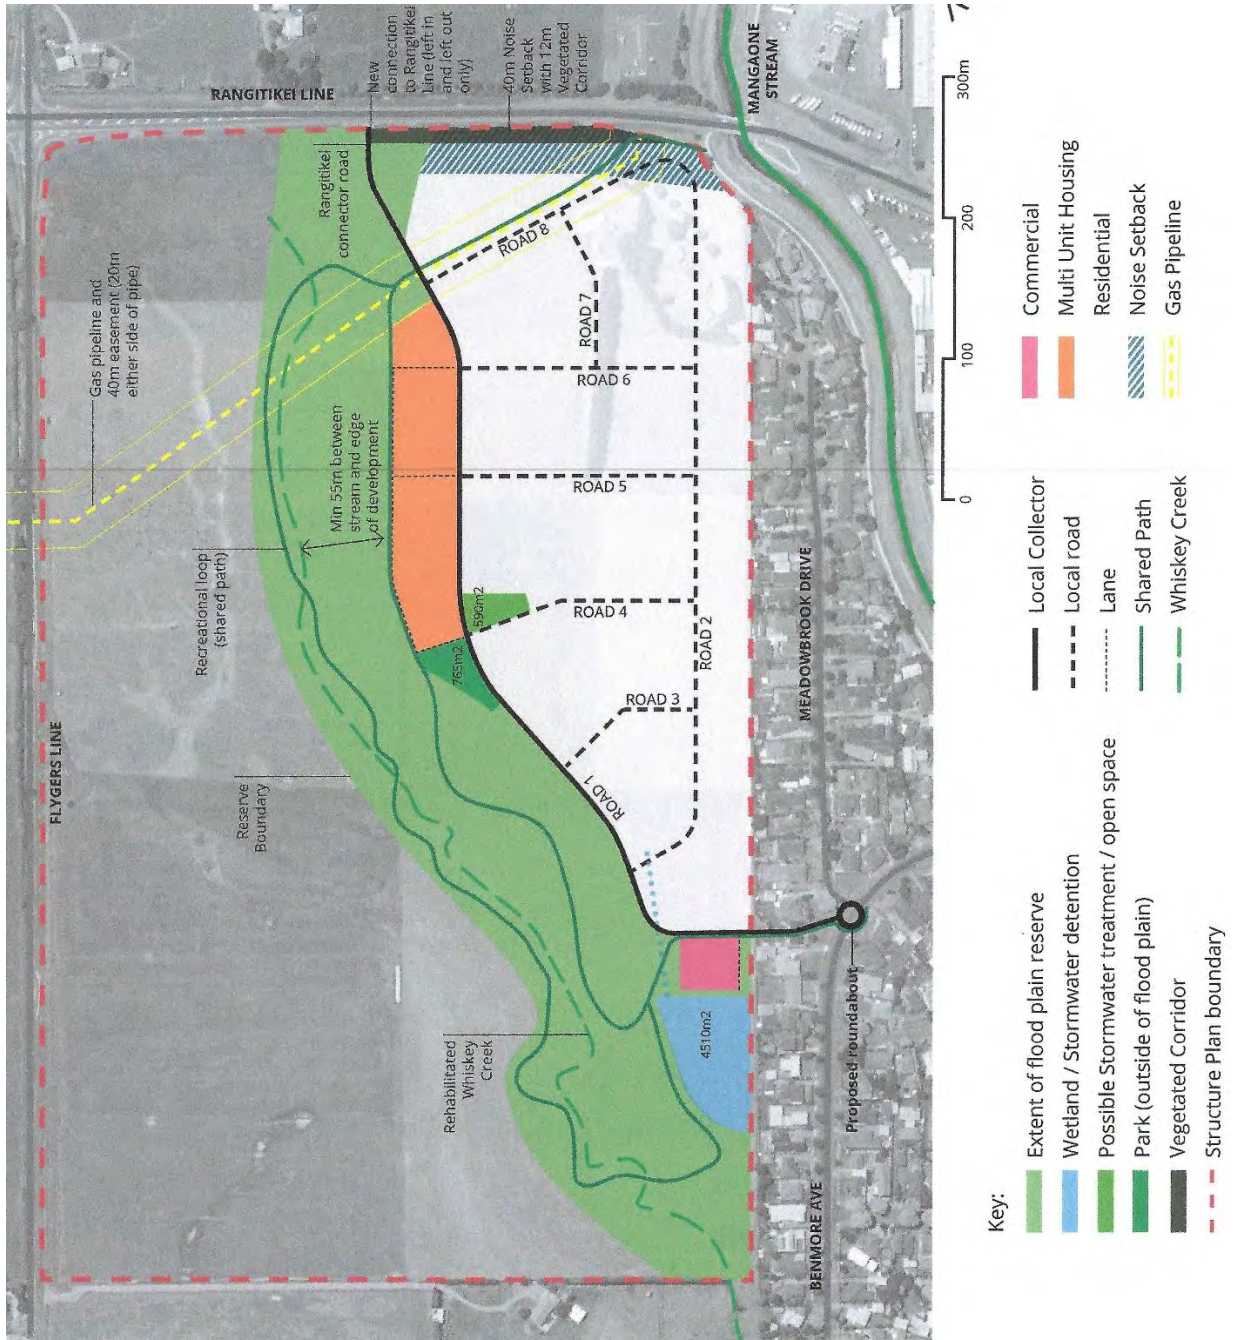 FLYGERS LINE
RANGITIKEI LINE
New
connection
to Rangitikei
Line (left in
and left out
only)
40m Noise
Setback
with 12m
Vegetated
Corridor
MANGAONE
STREAM
Gas pipeline and
40m easement (20m
either side of pipe)
Rangitikei
connector road
Recreational loop
(shared path)
Min 55m between
stream and edge
of development
Reserve
Boundary
Rehabilitated
Whiskey
Creek
ROAD 8
ROAD 7
ROAD 6
ROAD 5
ROAD 4
ROAD 3
ROAD 2
ROAD 1
590m2
765m2
4510m2
MEADOWBROOK DRIVE
BENMORE AVE
Proposed roundabout
0
100
200
300m
Key:
Extent of flood plain reserve
Wetland / Stormwater detention
Possible Stormwater treatment / open space
Park (outside of flood plain)
Vegetated Corridor
Structure Plan boundary
Local Collector
Local road
Lane
Shared Path
Whiskey Creek
Commercial
Multi Unit Housing
Residential
Noise Setback
Gas Pipeline